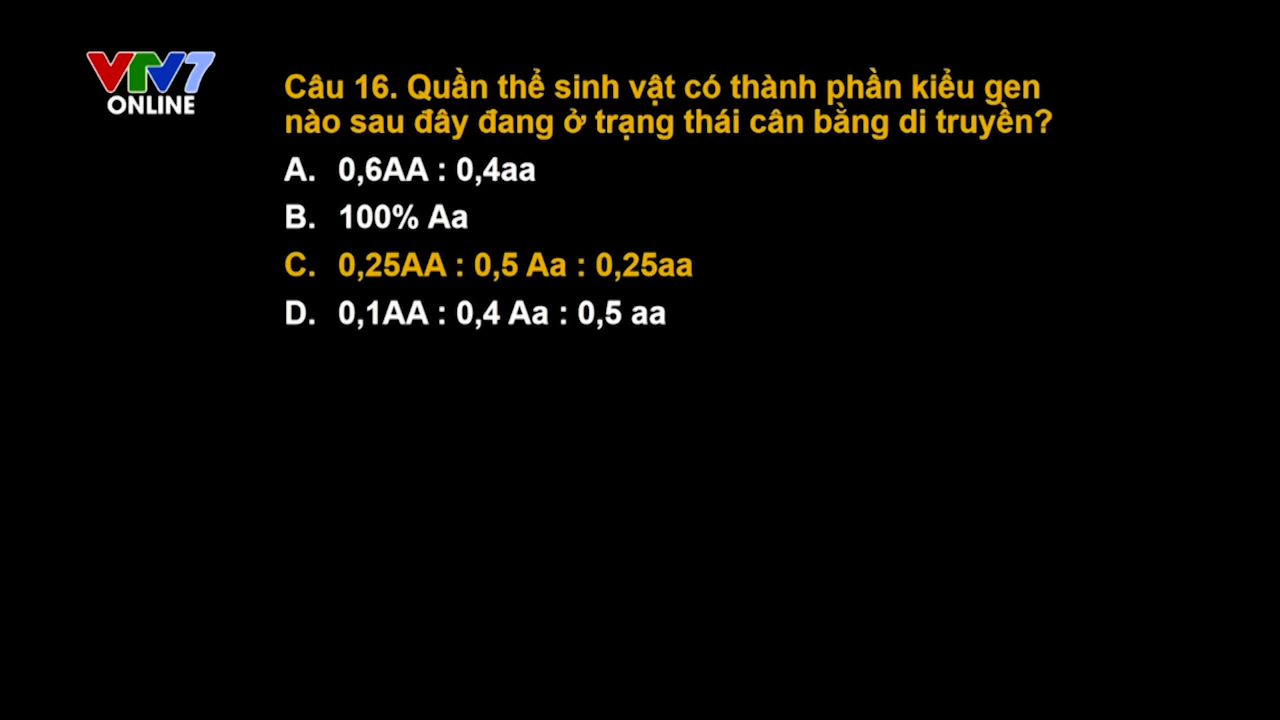 VTV7
ONLINE
Câu 16. Quần thể sinh vật có thành phần kiểu gen
nào sau đây đang ở trạng thái cân bằng di truyền?
A. 0,6AA : 0,4aa
B. 100% Aa
C. 0,25AA : 0,5 Aa : 0,25aa
D. 0,1AA : 0,4 Aa : 0,5 aa